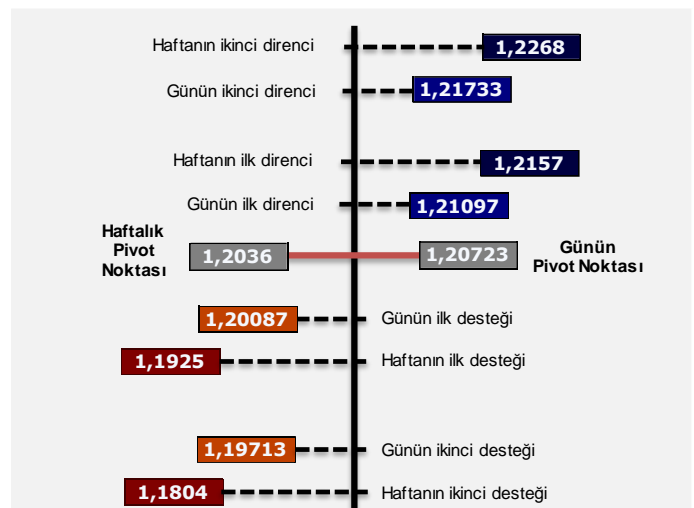 Haftanın ikinci direnci
1,2268
Günün ikinci direnci
1,21733
Haftanın ilk direnci
1,2157
Günün ilk direnci
1,21097
Haftalık
Pivot
Noktası
1,2036
1,20723
Günün
Pivot Noktası
1,20087
Günün ilk desteği
1,1925
Haftanın ilk desteği
1,19713
Günün ikinci desteği
1,1804
Haftanın ikinci desteği